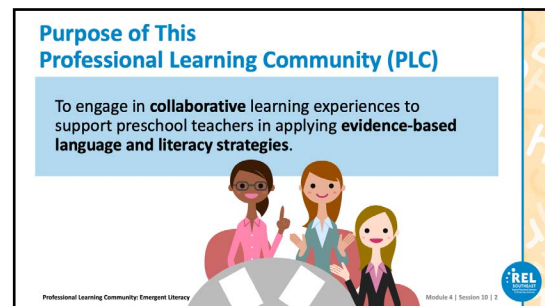 Purpose of This
Professional Learning Community (PLC)
To engage in collaborative learning experiences to
support preschool teachers in applying evidence-based
language and literacy strategies.
Professional Learning Community: Emergent Literacy
Module 4 | Session 10 | 2
REL
SOUTHEAST